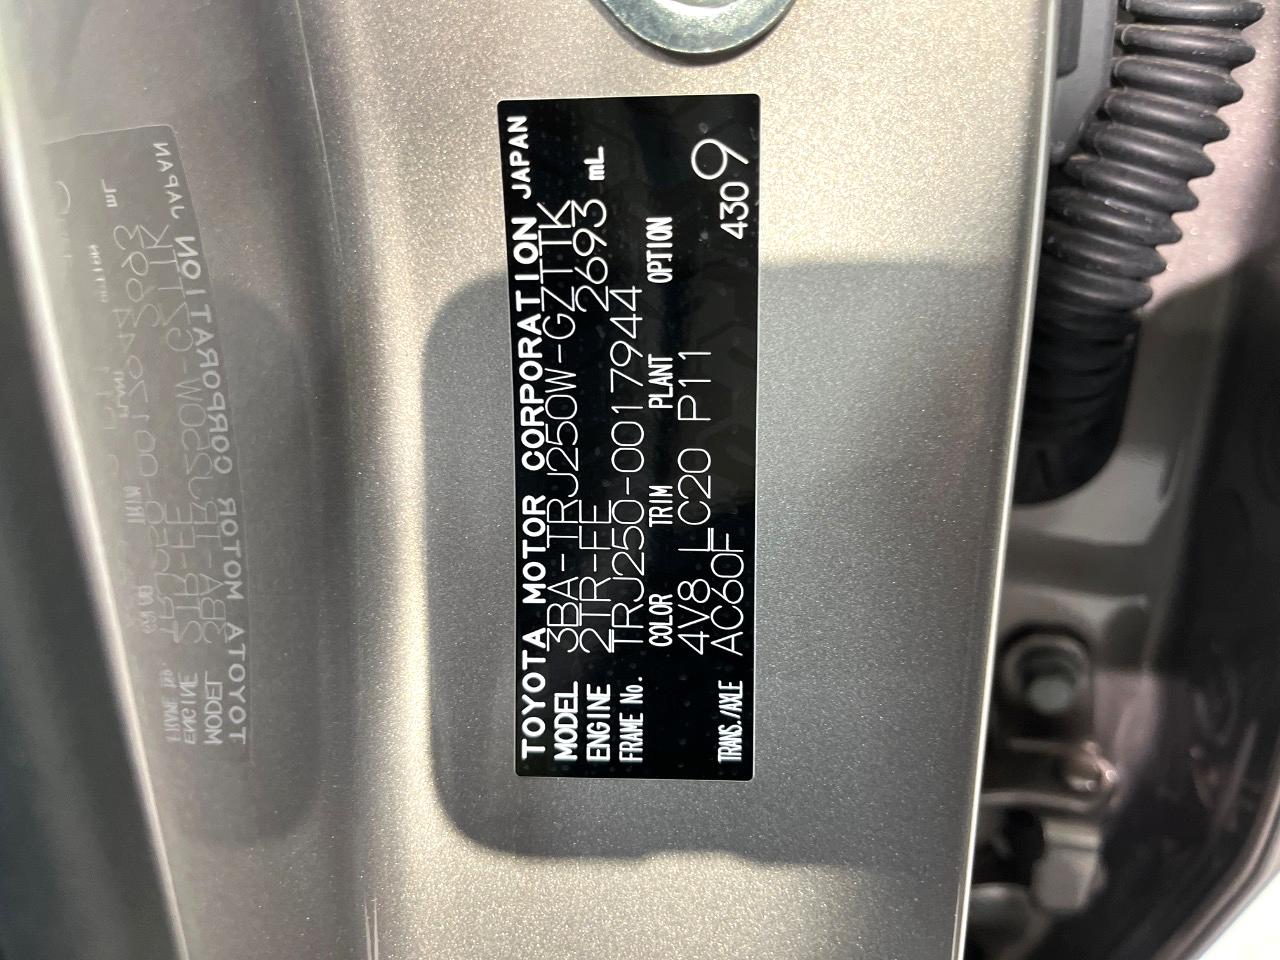 TOYOTA MOTOR CORPORATION JAPAN
MODEL 3BA-TRJ250W-GZTTK
ENGINE 2TR-FE 2693 mL
FRAME No. TRJ250-0017944
COLOR TRIM PLANT OPTION
4V8 LC20 P11
TRANS./AXLE AC60F 4309